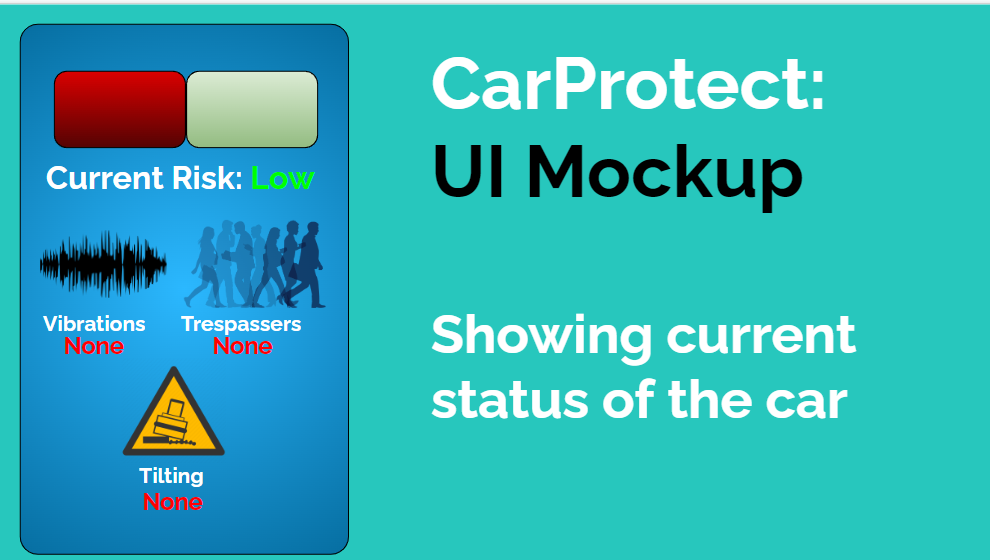 CarProtect:
UI Mockup
Current Risk: Low
Vibrations
None
Trespassers
None
Tilting
None
Showing current
status of the car